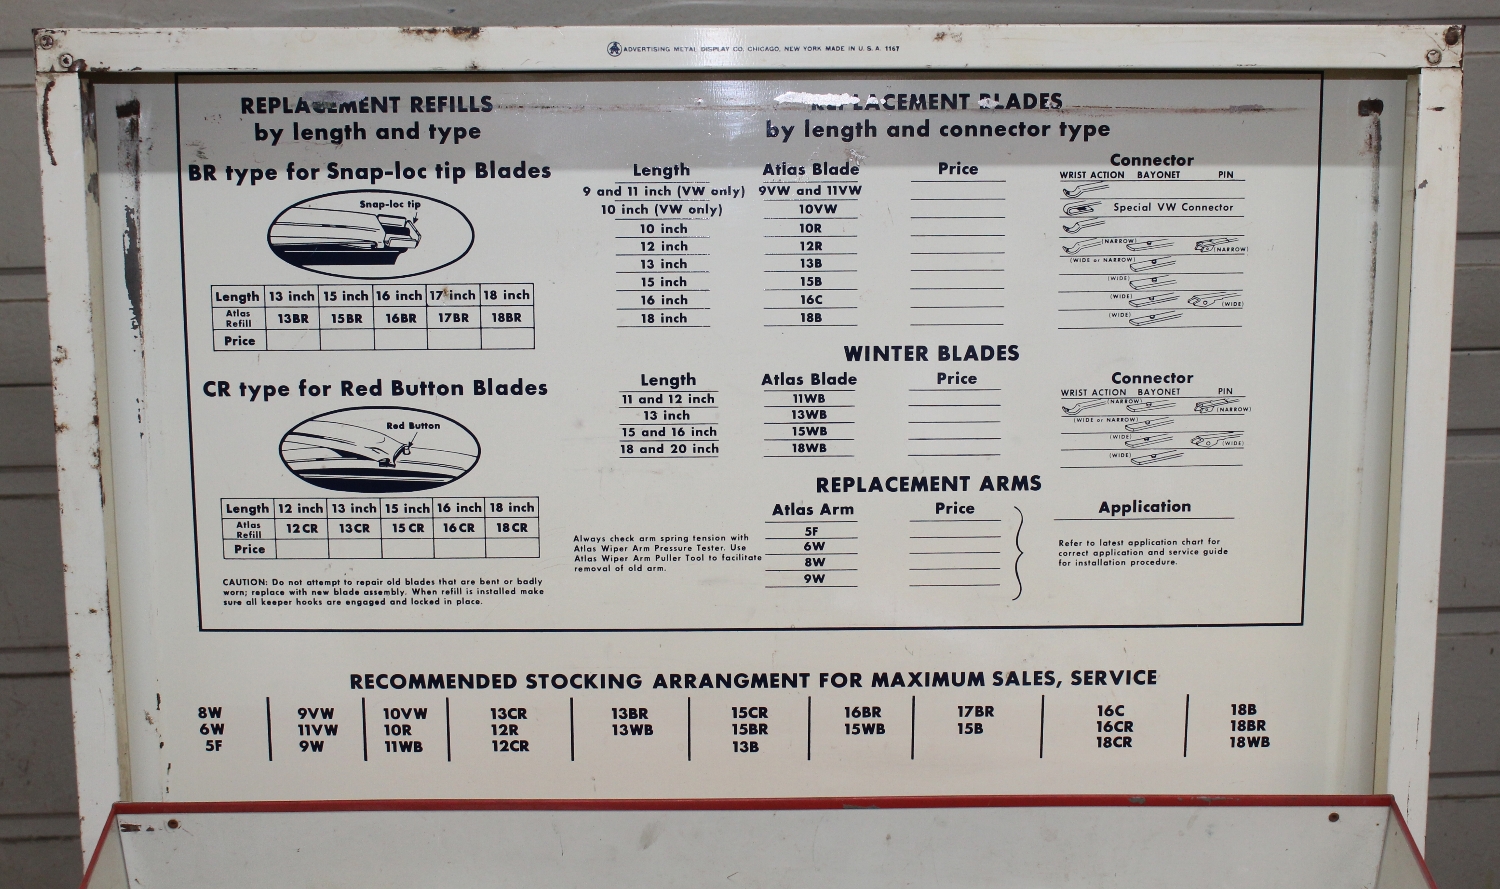 ADVERTISING METAL DISPLAY CO. CHICAGO, NEW YORK MADE IN U. S. A. 1167
REPLACEMENT REFILLS
by length and type
BR type for Snap-loc tip Blades
Snap-loc tip
Length 13 inch 15 inch 16 inch 17 inch 18 inch
Atlas Refill 13BR 15BR 16BR 17BR 18BR
Price
CR type for Red Button Blades
Red Button
Length 12 inch 13 inch 15 inch 16 inch 18 inch
Atlas Refill 12CR 13CR 15CR 16CR 18CR
Price
CAUTION: Do not attempt to repair old blades that are bent or badly
worn; replace with new blade assembly. When refill is installed make
sure all keeper hooks are engaged and locked in place.
REPLACEMENT BLADES
by length and connector type
Length Atlas Blade Price Connector
WRIST ACTION BAYONET PIN
9 and 11 inch (VW only) 9VW and 11VW
10 inch (VW only) 10VW Special VW Connector
10 inch 10R
12 inch 12R (NARROW) (NARROW)
13 inch 13B (WIDE or NARROW)
15 inch 15B (WIDE)
16 inch 16C (WIDE) (WIDE)
18 inch 18B (WIDE)
WINTER BLADES
Length Atlas Blade Price Connector
WRIST ACTION BAYONET PIN
11 and 12 inch 11WB (NARROW) (NARROW)
13 inch 13WB (WIDE or NARROW)
15 and 16 inch 15WB (WIDE) (WIDE)
18 and 20 inch 18WB (WIDE)
REPLACEMENT ARMS
Atlas Arm Price Application
5F
6W
8W
9W
Always check arm spring tension with
Atlas Wiper Arm Pressure Tester. Use
Atlas Wiper Arm Puller Tool to facilitate
removal of old arm.
Refer to latest application chart for
correct application and service guide
for installation procedure.
RECOMMENDED STOCKING ARRANGMENT FOR MAXIMUM SALES, SERVICE
8W 9VW 10VW 13CR 13BR 15CR 16BR 17BR 16C 18B
6W 11VW 10R 12R 13WB 15BR 15WB 15B 16CR 18BR
5F 9W 11WB 12CR 13B 18CR 18WB